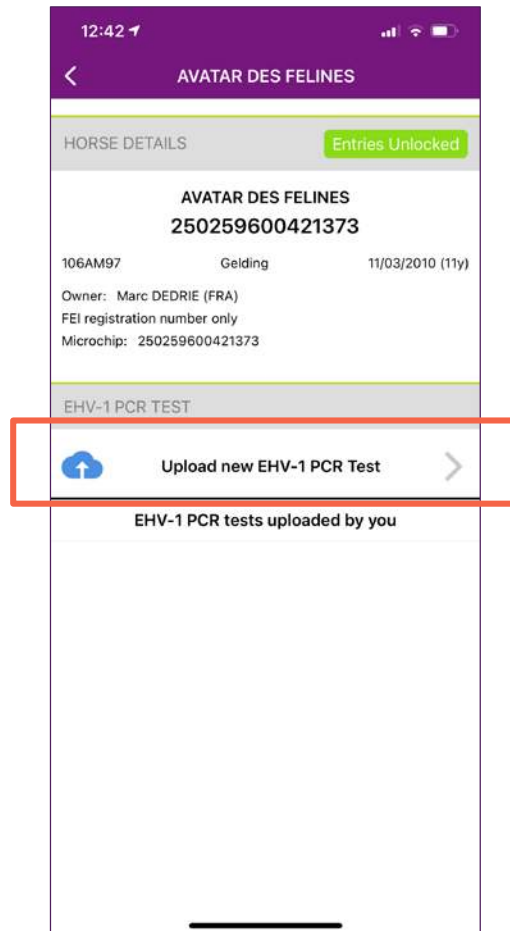 12:42
AVATAR DES FELINES
HORSE DETAILS
Entries Unlocked
AVATAR DES FELINES
250259600421373
106AM97 Gelding 11/03/2010 (11y)
Owner: Marc DEDRIE (FRA)
FEI registration number only
Microchip: 250259600421373
EHV-1 PCR TEST
Upload new EHV-1 PCR Test
EHV-1 PCR tests uploaded by you